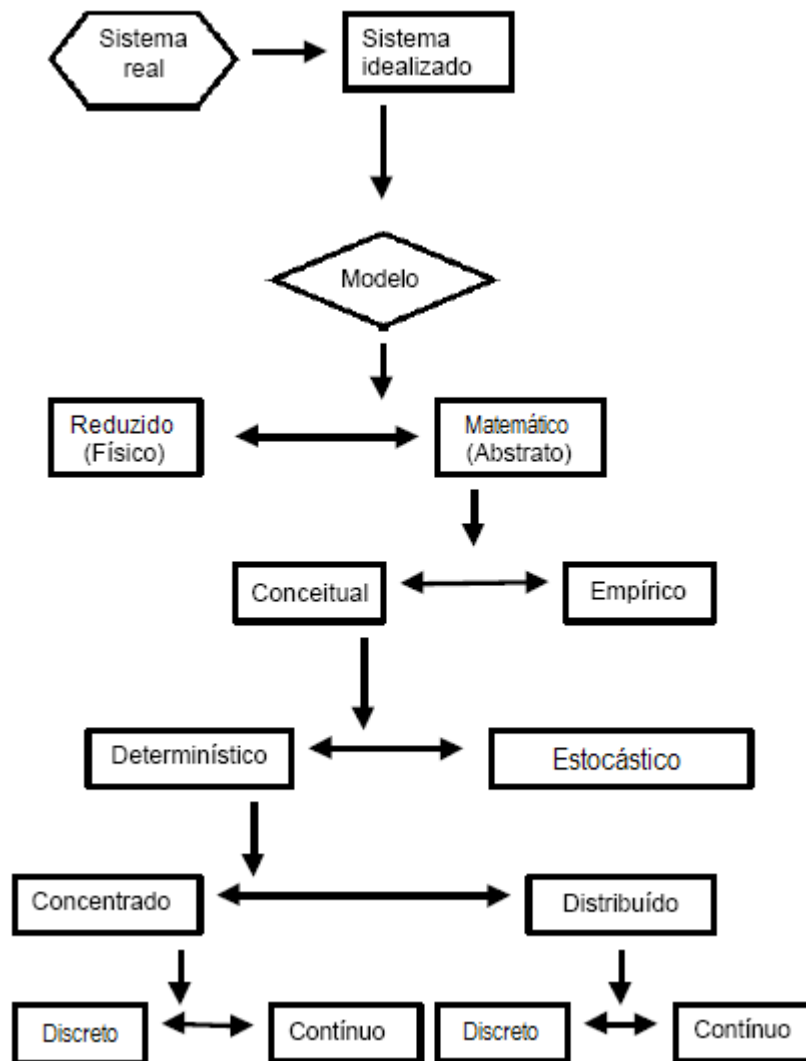 Sistema
real
Sistema
idealizado
Modelo
Reduzido
(Físico)
Matemático
(Abstrato)
Conceitual
Empírico
Determinístico
Estocástico
Concentrado
Distribuído
Discreto
Contínuo
Discreto
Contínuo